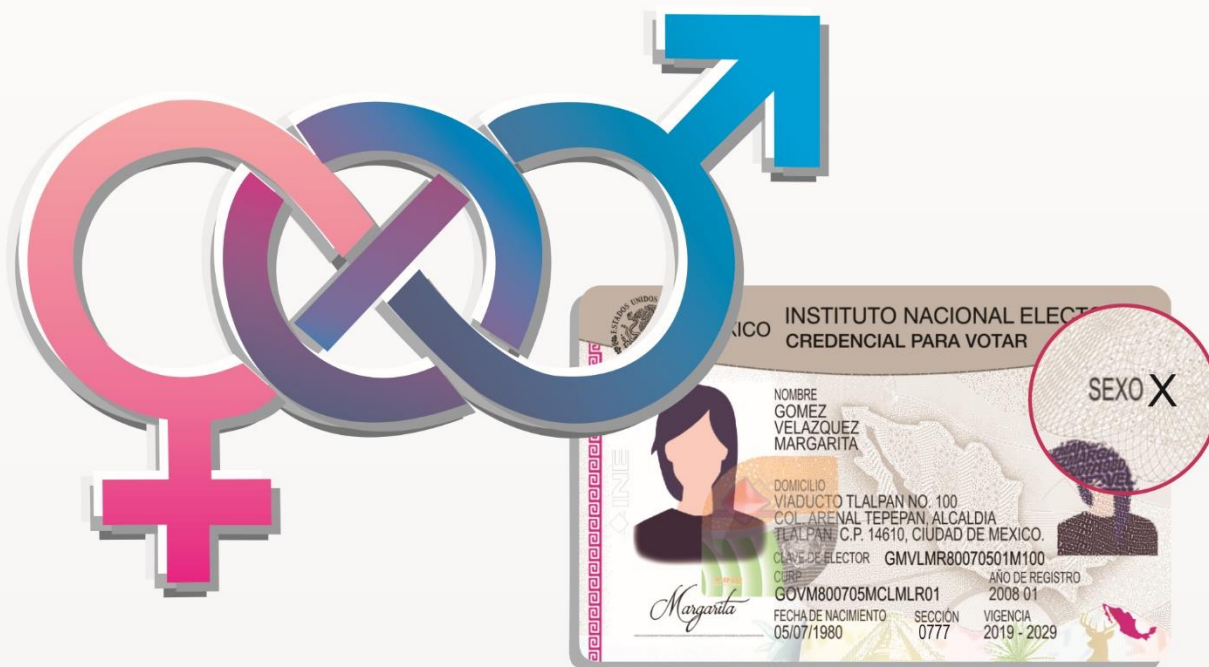 ESTADOS UNIDOS
INSTITUTO NACIONAL
CREDENCIAL PARA VOTAR
SEXO X
NOMBRE
GOMEZ
VELAZQUEZ
MARGARITA
DOMICILIO
VIADUCTO TLALPAN NO. 100
COL. ARENAL TEPEPAN, ALCALDIA
TLALPAN, C.P. 14610, CIUDAD DE MEXICO.
CLAVE DE ELECTOR GMVLMR80070501M100
CURP
GOVM800705MCLMLR01
AÑO DE REGISTRO
2008 01
FECHA DE NACIMIENTO
05/07/1980
SECCIÓN
0777
VIGENCIA
2019 - 2029
Margarita
INE